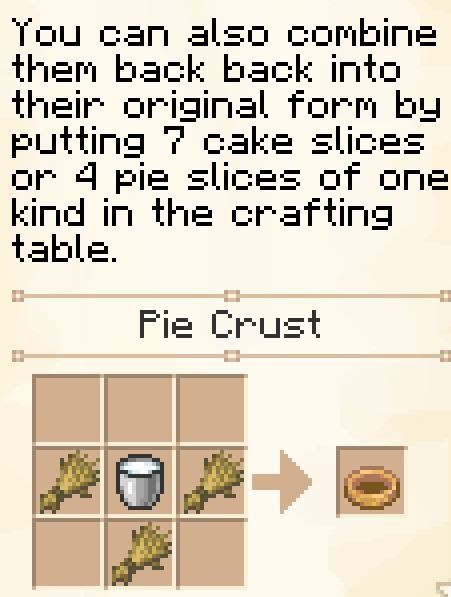 You can also combine
them back back into
their original form by
putting 7 cake slices
or 4 pie slices of one
kind in the crafting
table.
Pie Crust